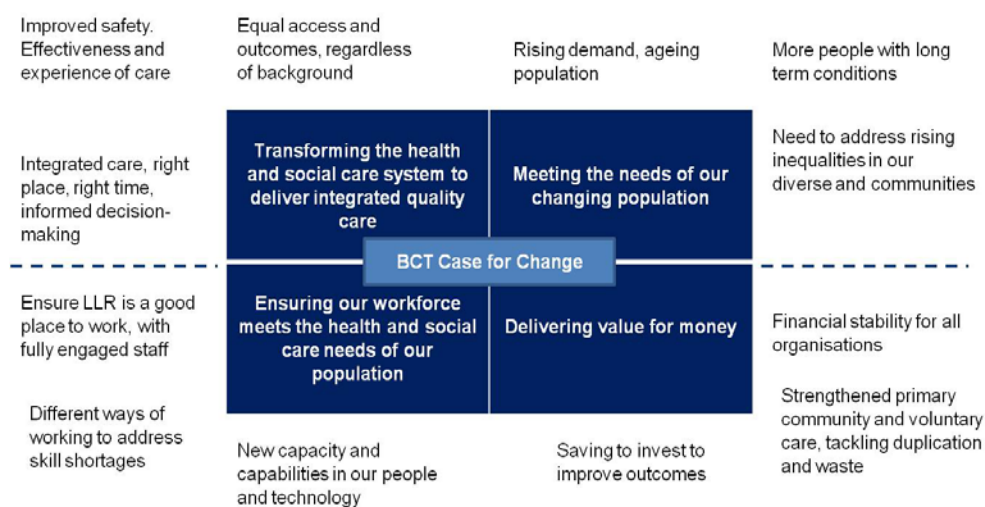 Improved safety.
Effectiveness and
experience of care
Equal access and
outcomes, regardless
of background
Rising demand, ageing
population
More people with long
term conditions
Integrated care, right
place, right time,
informed decision-
making
Transforming the health
and social care system to
deliver integrated quality
care
Meeting the needs of our
changing population
Need to address rising
inequalities in our
diverse and communities
BCT Case for Change
Ensure LLR is a good
place to work, with
fully engaged staff
Ensuring our workforce
meets the health and social
care needs of our
population
Delivering value for money
Financial stability for all
organisations
Different ways of
working to address
skill shortages
New capacity and
capabilities in our people
and technology
Saving to invest to
improve outcomes
Strengthened primary
community and voluntary
care, tackling duplication
and waste